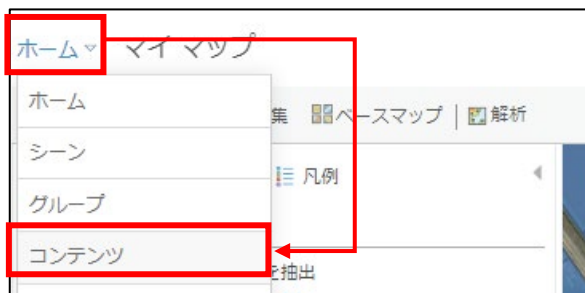 ホーム マイ マップ
ホーム
集 ベースマップ 解析
シーン
凡例
グループ
コンテンツ
を抽出